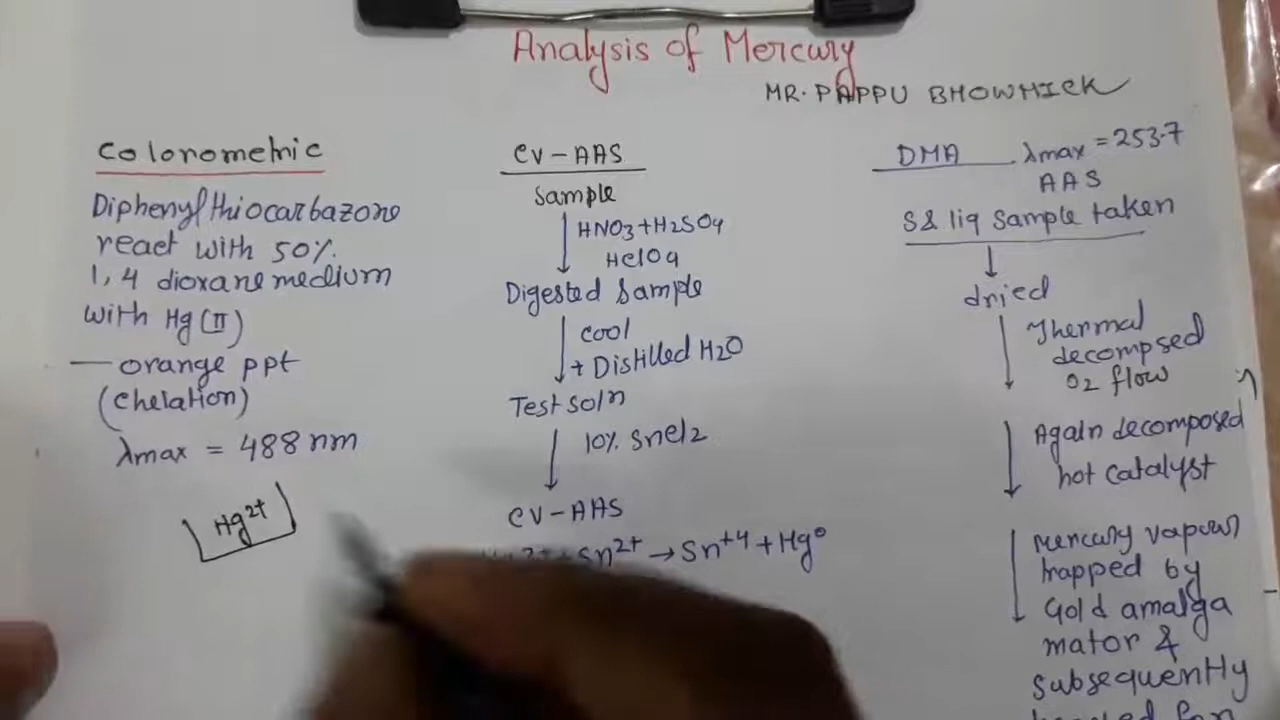 Analysis of Mercury
MR. PAPPU BHOWMICK
Colorometric
Diphenylthiocarbazone
react with 50%.
1, 4 dioxane medium
with Hg (II)
— orange ppt
(Chelation)
λmax = 488 nm
Hg2+
CV-AAS
Sample
HNO3+H2SO4
HClO4
Digested Sample
cool
+ Distilled H2O
Test soln
10% SnCl2
CV-AAS
Sn2+ → Sn+4 + Hg°
DMA λmax = 253.7
AAS
S & liq sample taken
dried
Thermal
decompsed
O2 flow
Again decomposed
hot catalyst
Mercury vapour
trapped by
Gold amalga
mator &
subsequently